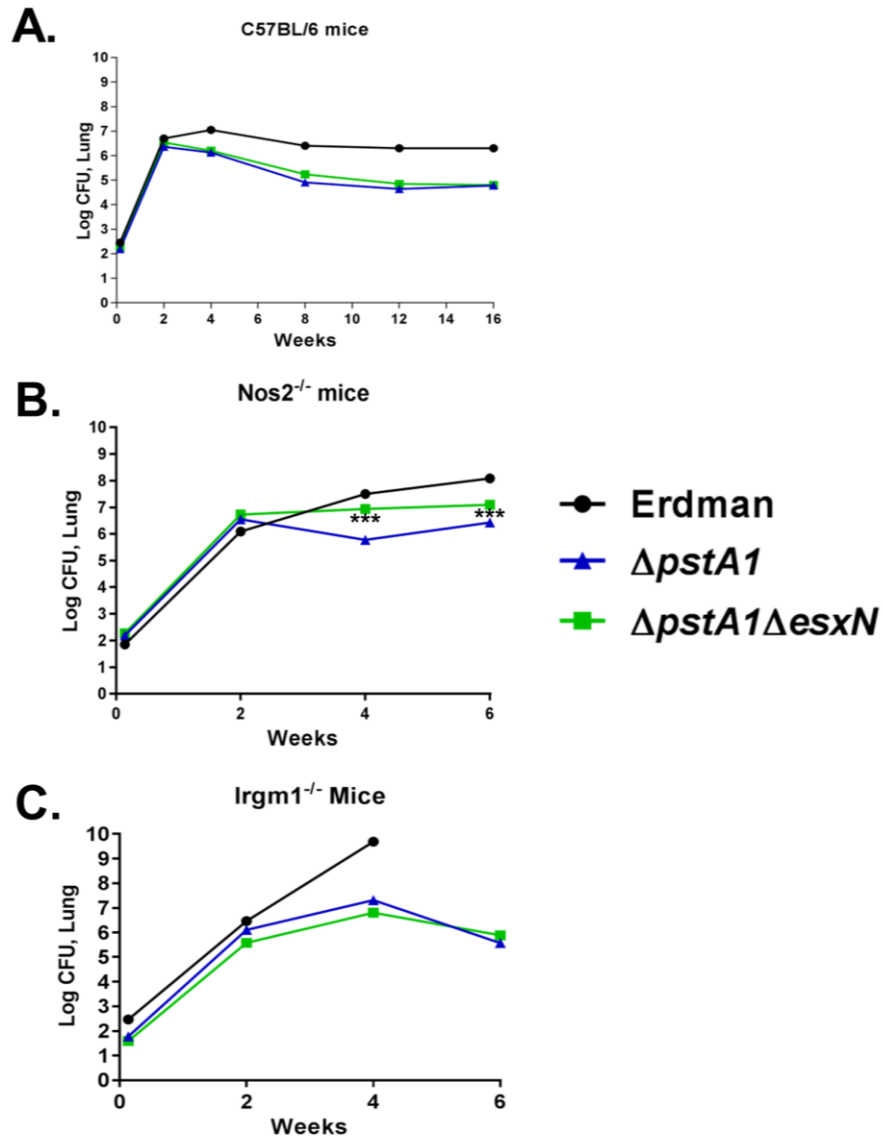 A.
C57BL/6 mice
10
9
8
7
6
5
4
3
2
1
0
Log CFU, Lung
0 2 4 6 8 10 12 14 16
Weeks
B.
Nos2-/- mice
10
9
8
7
6
5
4
3
2
1
0
Log CFU, Lung
*** ***
0 2 4 6
Weeks
Erdman
ΔpstA1
ΔpstA1ΔesxN
C.
Irgm1-/- Mice
10
9
8
7
6
5
4
3
2
1
0
Log CFU, Lung
0 2 4 6
Weeks